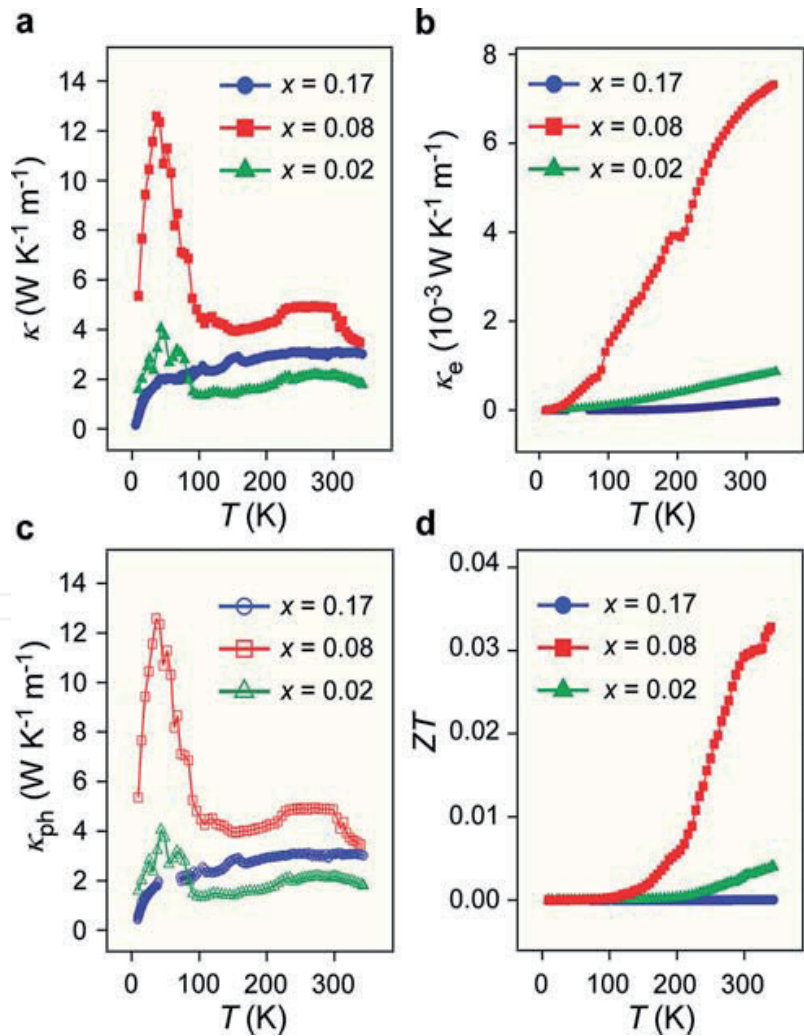 a
14
12
10
8
6
4
2
0
κ (W K⁻¹ m⁻¹)
x = 0.17
x = 0.08
x = 0.02
0 100 200 300
T (K)
b
8
6
4
2
0
κe (10⁻³ W K⁻¹ m⁻¹)
x = 0.17
x = 0.08
x = 0.02
0 100 200 300
T (K)
c
14
12
10
8
6
4
2
0
κph (W K⁻¹ m⁻¹)
x = 0.17
x = 0.08
x = 0.02
0 100 200 300
T (K)
d
0.04
0.03
0.02
0.01
0.00
ZT
x = 0.17
x = 0.08
x = 0.02
0 100 200 300
T (K)